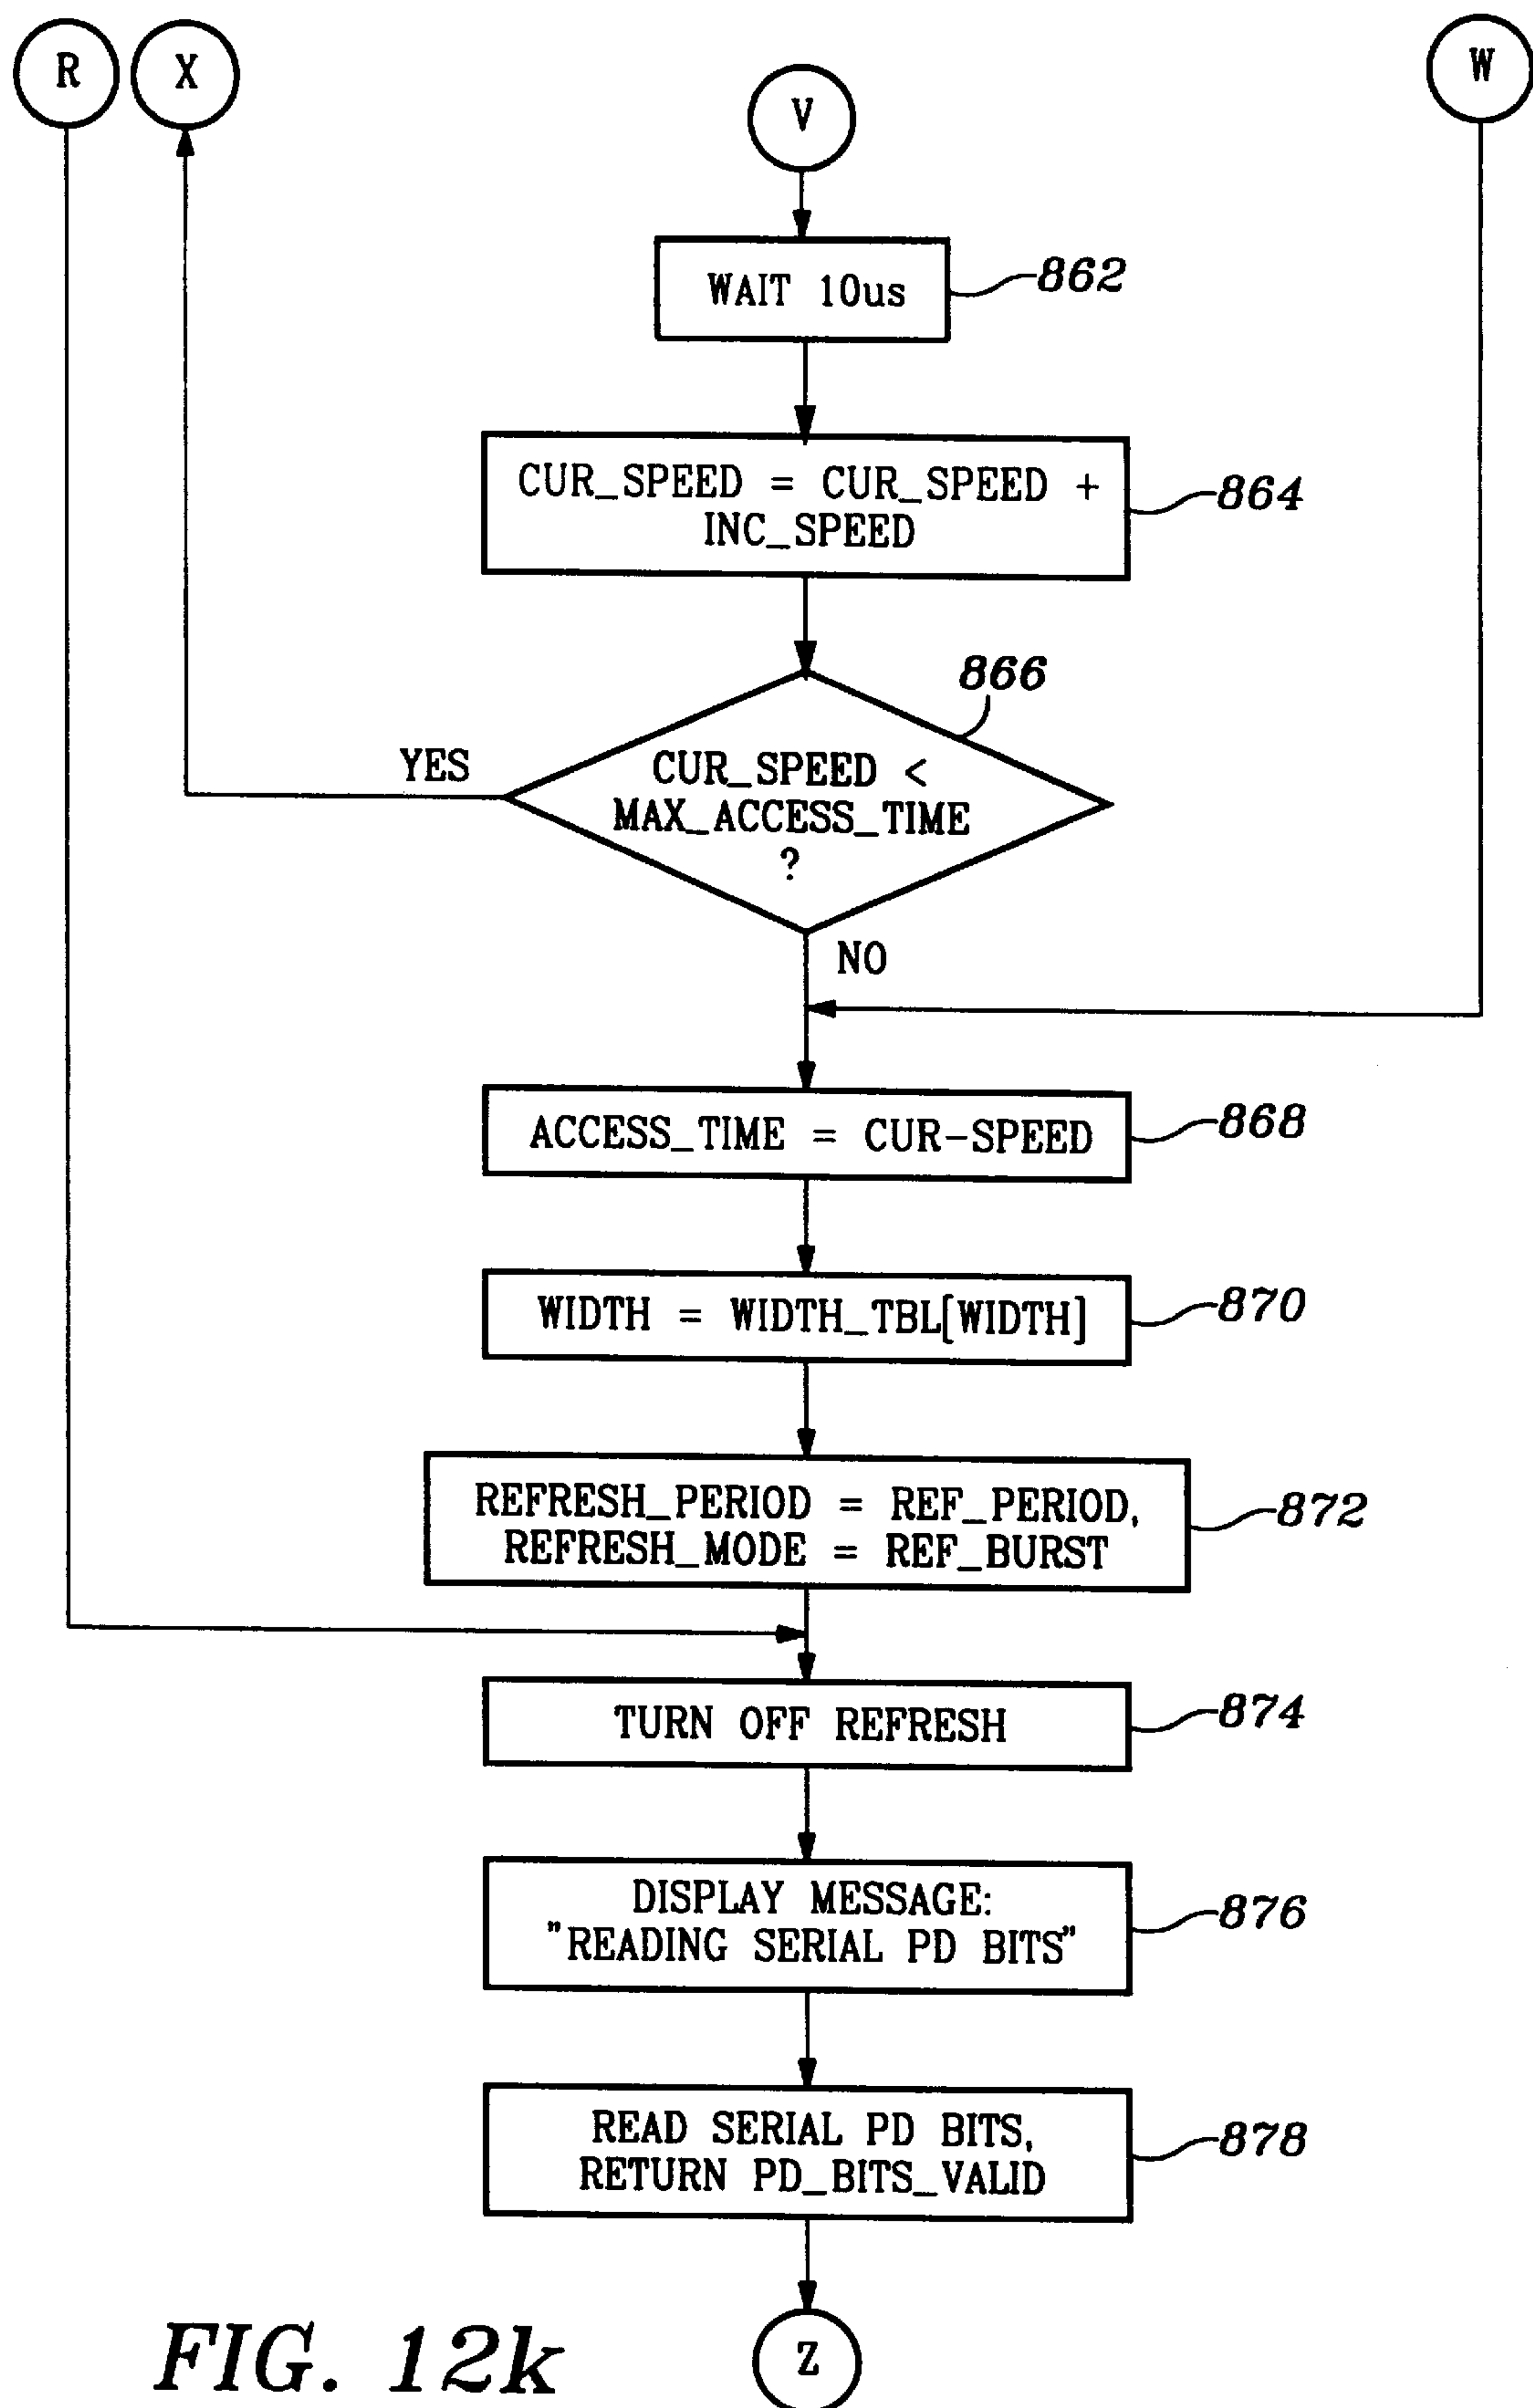 R
X
V
W
WAIT 10us
862
CUR_SPEED = CUR_SPEED +
INC_SPEED
864
866
CUR_SPEED <
MAX_ACCESS_TIME
?
YES
NO
ACCESS_TIME = CUR-SPEED
868
WIDTH = WIDTH_TBL[WIDTH]
870
REFRESH_PERIOD = REF_PERIOD,
REFRESH_MODE = REF_BURST
872
TURN OFF REFRESH
874
DISPLAY MESSAGE:
"READING SERIAL PD BITS"
876
READ SERIAL PD BITS,
RETURN PD_BITS_VALID
878
Z
FIG. 12k